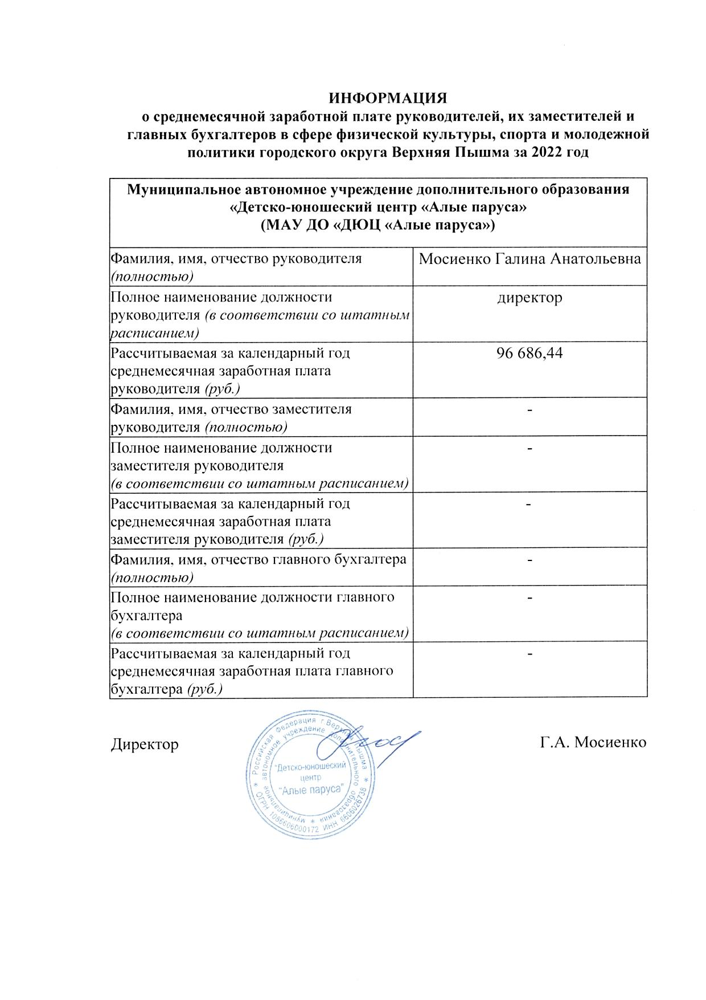 ИНФОРМАЦИЯ
о среднемесячной заработной плате руководителей, их заместителей и
главных бухгалтеров в сфере физической культуры, спорта и молодежной
политики городского округа Верхняя Пышма за 2022 год
Муниципальное автономное учреждение дополнительного образования
«Детско-юношеский центр «Алые паруса»
(МАУ ДО «ДЮЦ «Алые паруса»)
Фамилия, имя, отчество руководителя
(полностью)
Мосиенко Галина Анатольевна
Полное наименование должности
руководителя (в соответствии со штатным
расписанием)
директор
Рассчитываемая за календарный год
среднемесячная заработная плата
руководителя (руб.)
96 686,44
Фамилия, имя, отчество заместителя
руководителя (полностью)
-
Полное наименование должности
заместителя руководителя
(в соответствии со штатным расписанием)
-
Рассчитываемая за календарный год
среднемесячная заработная плата
заместителя руководителя (руб.)
-
Фамилия, имя, отчество главного бухгалтера
(полностью)
-
Полное наименование должности главного
бухгалтера
(в соответствии со штатным расписанием)
-
Рассчитываемая за календарный год
среднемесячная заработная плата главного
бухгалтера (руб.)
-
Директор
Г.А. Мосиенко
* Российская Федерация г.Верхняя Пышма *
ОГРН 1086606000172 ИНН 6606026738
* муниципальное автономное учреждение дополнительного образования
"Детско-юношеский
центр
"Алые паруса"